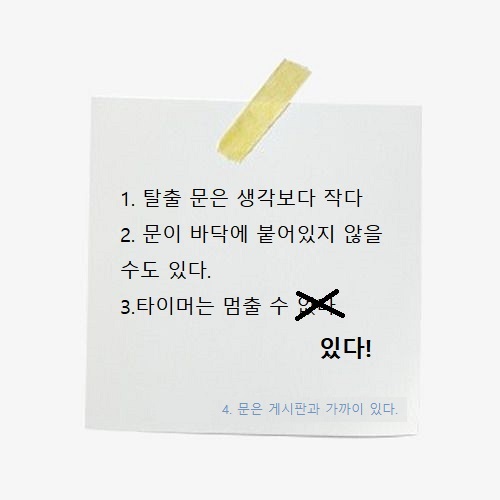 1. 탈출 문은 생각보다 작다
2. 문이 바닥에 붙어있지 않을
수도 있다.
3.타이머는 멈출 수 없다
있다!
4. 문은 게시판과 가까이 있다.